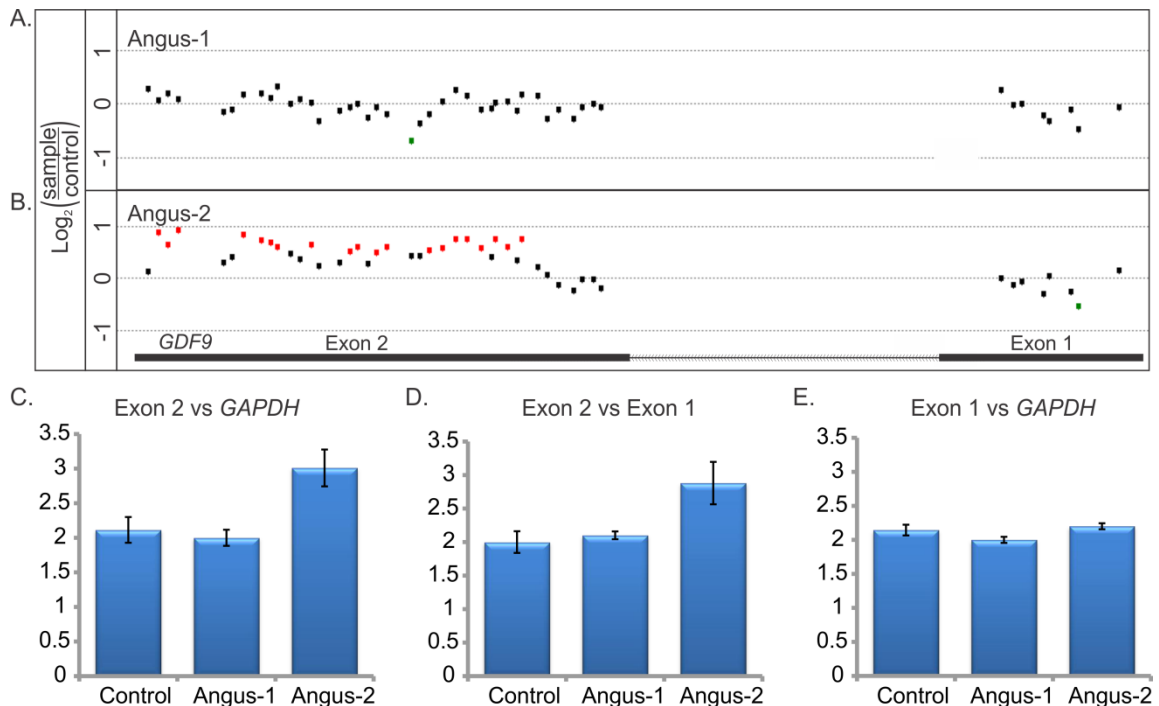 A.
Angus-1
1
0
-1
Log₂(sample/control)
B.
Angus-2
1
0
-1
GDF9
Exon 2
Exon 1
C.
Exon 2 vs GAPDH
3.5
3
2.5
2
1.5
1
0.5
0
Control
Angus-1
Angus-2
D.
Exon 2 vs Exon 1
3.5
3
2.5
2
1.5
1
0.5
0
Control
Angus-1
Angus-2
E.
Exon 1 vs GAPDH
3.5
3
2.5
2
1.5
1
0.5
0
Control
Angus-1
Angus-2